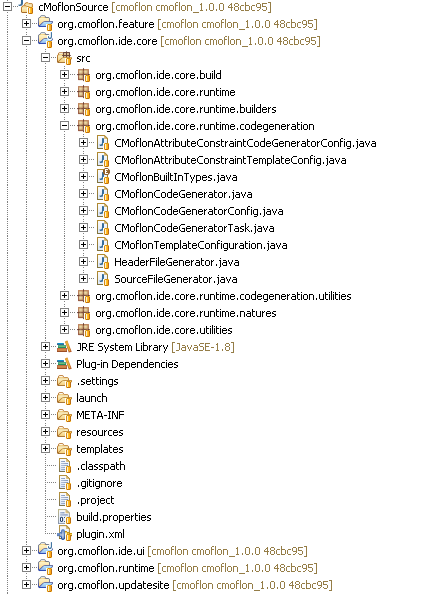 cMoflonSource [cmoflon cmoflon_1.0.0 48cbc95]
org.cmoflon.feature [cmoflon cmoflon_1.0.0 48cbc95]
org.cmoflon.ide.core [cmoflon cmoflon_1.0.0 48cbc95]
src
org.cmoflon.ide.core.build
org.cmoflon.ide.core.runtime
org.cmoflon.ide.core.runtime.builders
org.cmoflon.ide.core.runtime.codegeneration
CMoflonAttributeConstraintCodeGeneratorConfig.java
CMoflonAttributeConstraintTemplateConfig.java
CMoflonBuiltInTypes.java
CMoflonCodeGenerator.java
CMoflonCodeGeneratorConfig.java
CMoflonCodeGeneratorTask.java
CMoflonTemplateConfiguration.java
HeaderFileGenerator.java
SourceFileGenerator.java
org.cmoflon.ide.core.runtime.codegeneration.utilities
org.cmoflon.ide.core.runtime.natures
org.cmoflon.ide.core.utilities
JRE System Library [JavaSE-1.8]
Plug-in Dependencies
.settings
launch
META-INF
resources
templates
.classpath
.gitignore
.project
build.properties
plugin.xml
org.cmoflon.ide.ui [cmoflon cmoflon_1.0.0 48cbc95]
org.cmoflon.runtime [cmoflon cmoflon_1.0.0 48cbc95]
org.cmoflon.updatesite [cmoflon cmoflon_1.0.0 48cbc95]